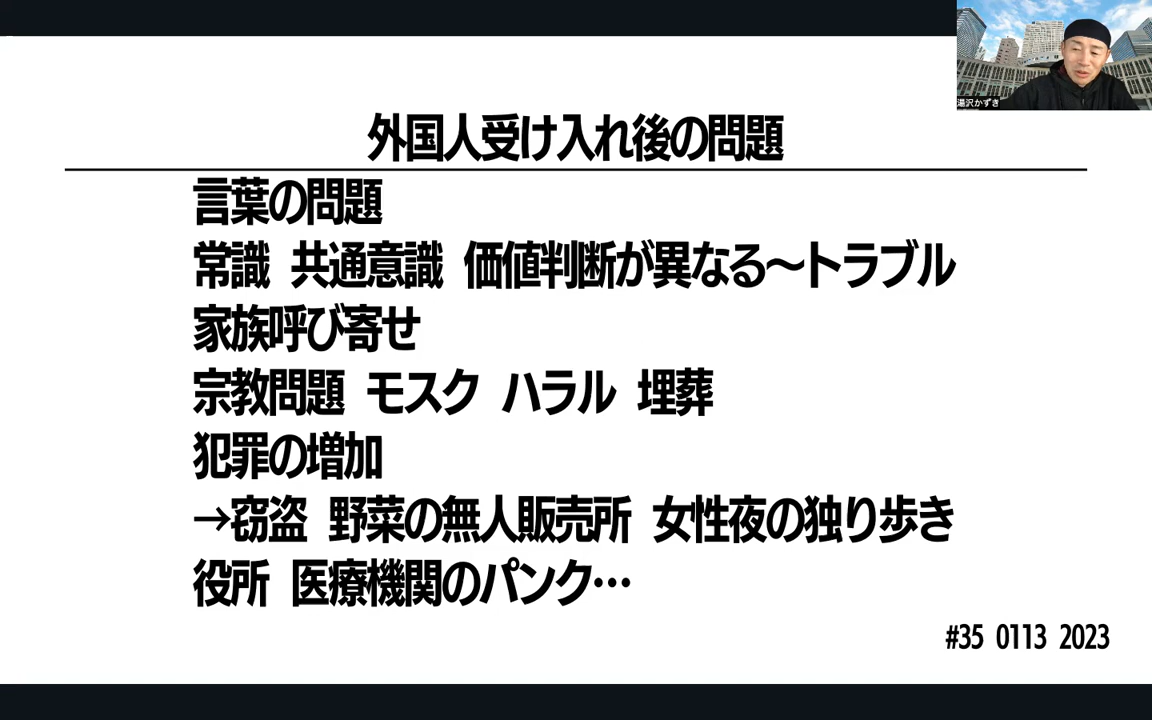 湯沢かずき
外国人受け入れ後の問題
言葉の問題
常識 共通意識 価値判断が異なる～トラブル
家族呼び寄せ
宗教問題 モスク ハラル 埋葬
犯罪の増加
→窃盗 野菜の無人販売所 女性夜の独り歩き
役所 医療機関のパンク…
#35 0113 2023